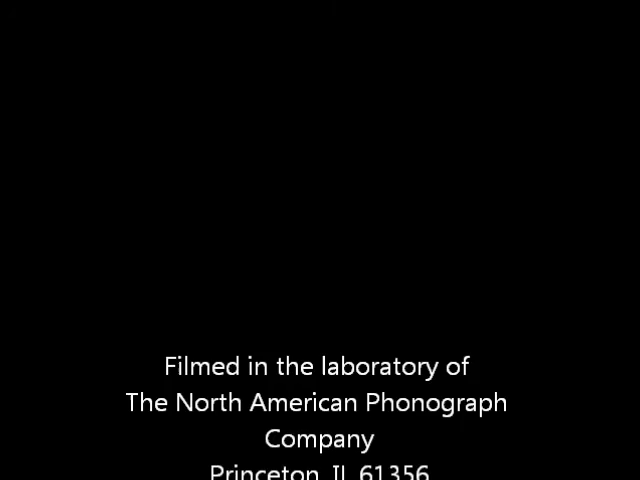 Filmed in the laboratory of
The North American Phonograph
Company
Princeton, IL 61356